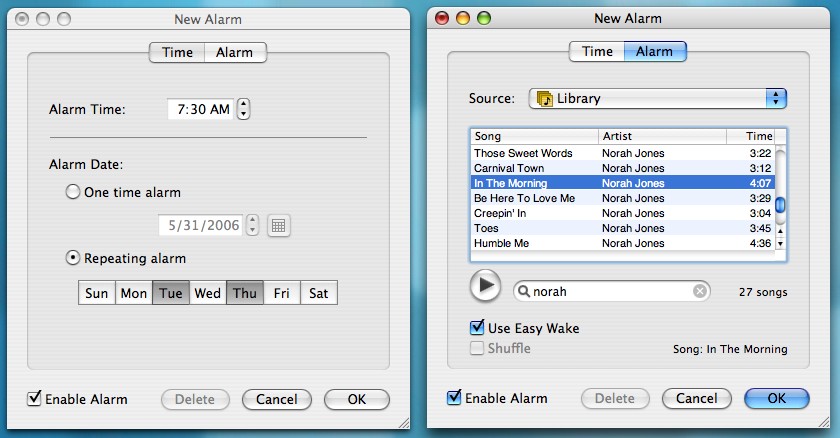 New Alarm
Time Alarm
Alarm Time: 7:30 AM
Alarm Date:
One time alarm
5/31/2006
Repeating alarm
Sun Mon Tue Wed Thu Fri Sat
Enable Alarm Delete Cancel OK
New Alarm
Time Alarm
Source: Library
Song Artist Time
Those Sweet Words Norah Jones 3:22
Carnival Town Norah Jones 3:12
In The Morning Norah Jones 4:07
Be Here To Love Me Norah Jones 3:29
Creepin' In Norah Jones 3:04
Toes Norah Jones 3:45
Humble Me Norah Jones 4:36
norah 27 songs
Use Easy Wake
Shuffle Song: In The Morning
Enable Alarm Delete Cancel OK